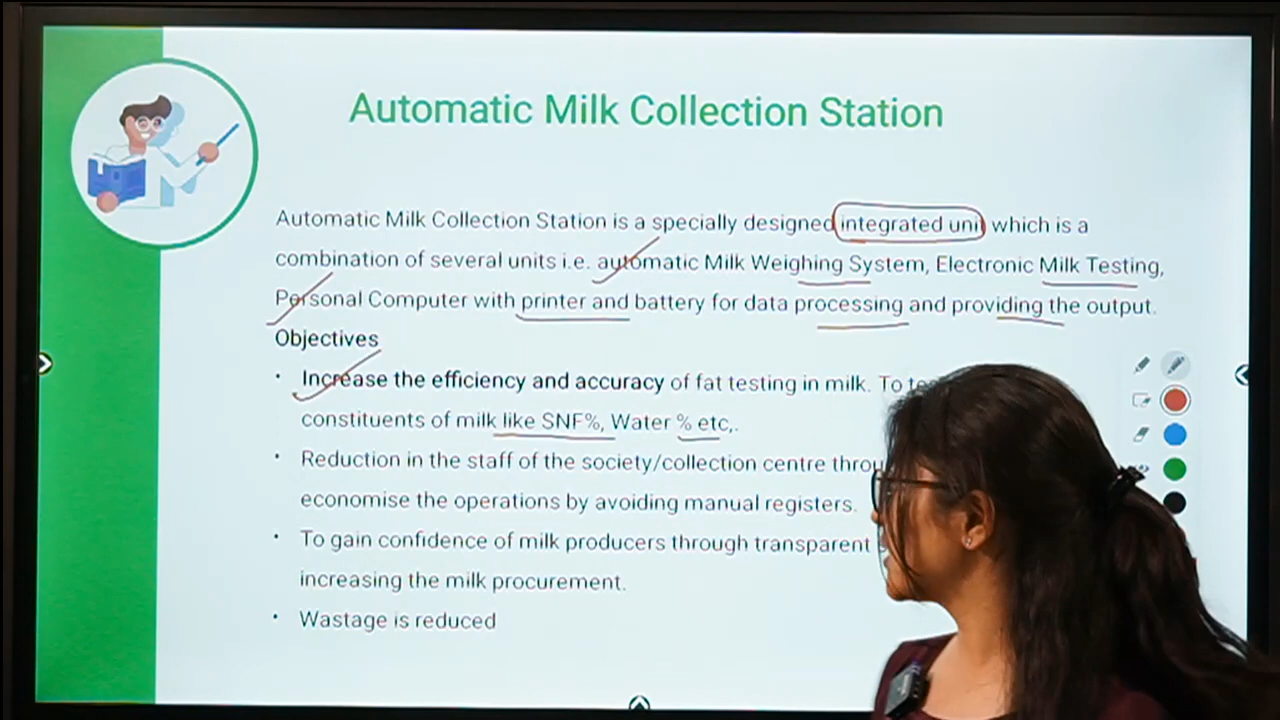 Automatic Milk Collection Station
Automatic Milk Collection Station is a specially designed integrated unit which is a
combination of several units i.e. automatic Milk Weighing System, Electronic Milk Testing,
Personal Computer with printer and battery for data processing and providing the output.
Objectives
• Increase the efficiency and accuracy of fat testing in milk. To
constituents of milk like SNF%, Water % etc,.
• Reduction in the staff of the society/collection centre
economise the operations by avoiding manual registers.
• To gain confidence of milk producers through transparent
increasing the milk procurement.
• Wastage is reduced